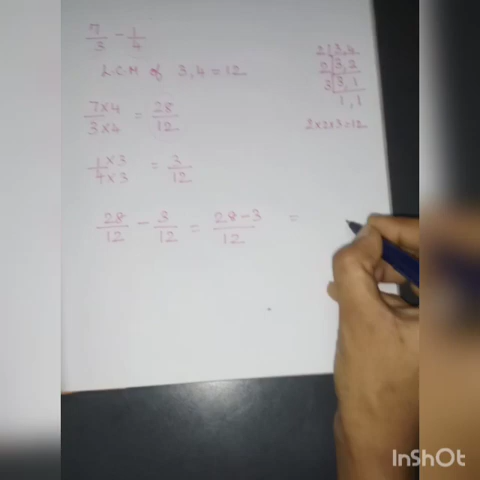 7/3 - 1/4
L.C.M of 3,4 = 12
7×4/3×4 = 28/12
1×3/4×3 = 3/12
28/12 - 3/12 = 28-3/12 =
2 | 3,4
2 | 3,2
3 | 3,1
1,1
2×2×3=12
InShOt